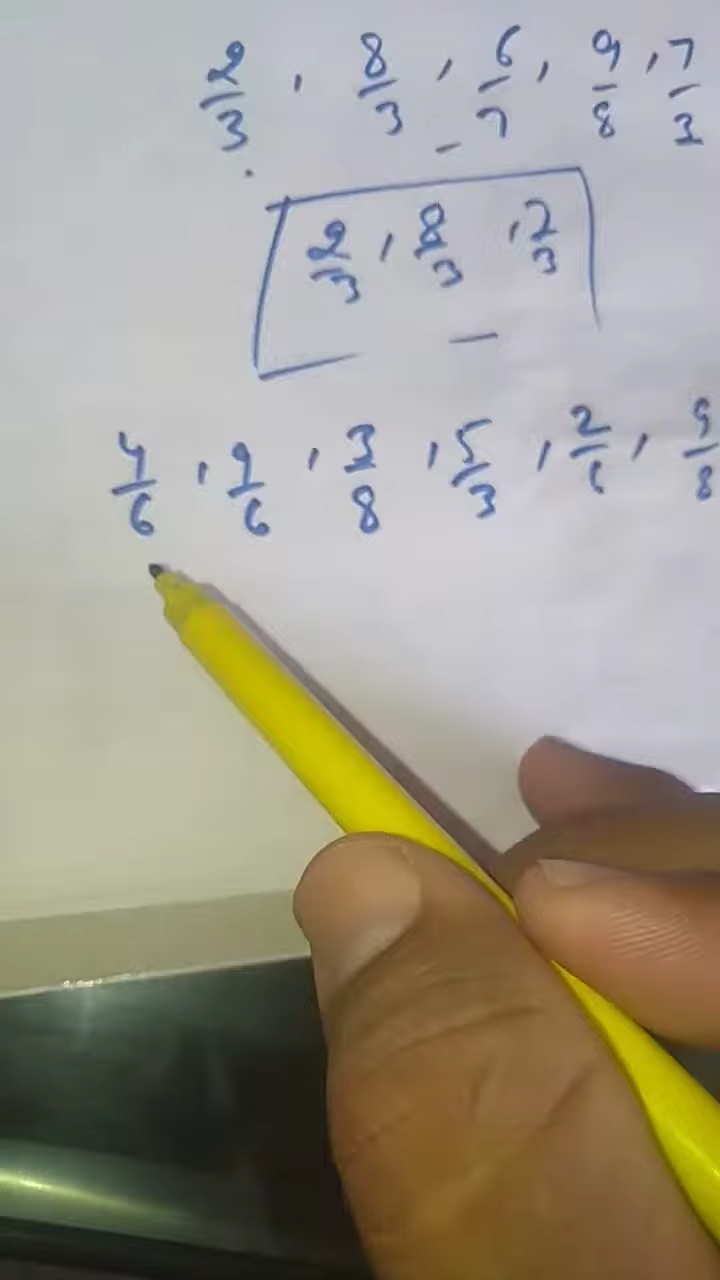 2/3 , 8/3 , 6/7 , 9/8 , 7/3
2/3 , 8/3 , 7/3
4/6 , 9/6 , 3/8 , 5/3 , 2/6 , 9/8